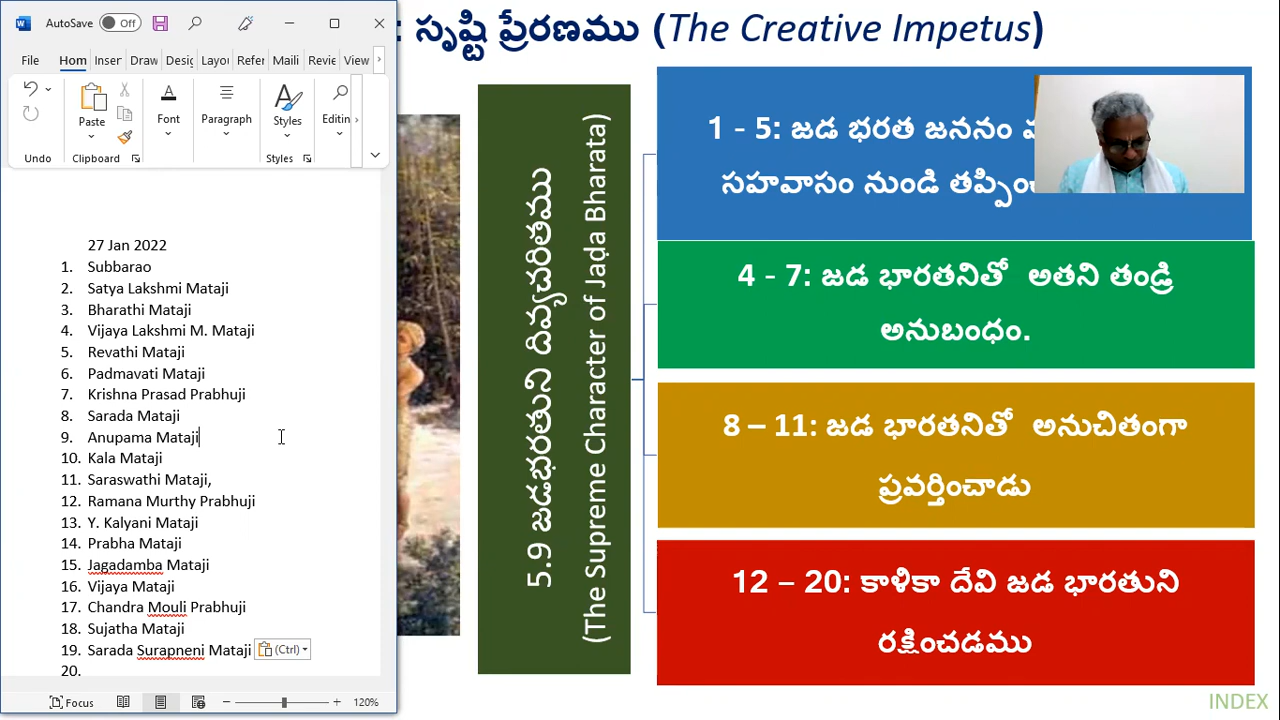 AutoSave Off
File Hom Inser Draw Desig Layou Refer Maili Revie View
Undo
Paste
Clipboard
Font
Paragraph
Styles
Styles
Editin
27 Jan 2022
1. Subbarao
2. Satya Lakshmi Mataji
3. Bharathi Mataji
4. Vijaya Lakshmi M. Mataji
5. Revathi Mataji
6. Padmavati Mataji
7. Krishna Prasad Prabhuji
8. Sarada Mataji
9. Anupama Mataji
10. Kala Mataji
11. Saraswathi Mataji,
12. Ramana Murthy Prabhuji
13. Y. Kalyani Mataji
14. Prabha Mataji
15. Jagadamba Mataji
16. Vijaya Mataji
17. Chandra Mouli Prabhuji
18. Sujatha Mataji
19. Sarada Surapneni Mataji (Ctrl)
20.
Focus 120%
: సృష్టి ప్రేరణము (The Creative Impetus)
5.9 జడభరతుని దివ్యచరితము
(The Supreme Character of Jaḍa Bharata)
1 - 5: జడ భరత జననం
సహవాసం నుండి
4 - 7: జడ భారతనితో అతని తండ్రి
అనుబంధం.
8 – 11: జడ భారతనితో అనుచితంగా
ప్రవర్తించాడు
12 – 20: కాళికా దేవి జడ భారతుని
రక్షించడము
INDEX